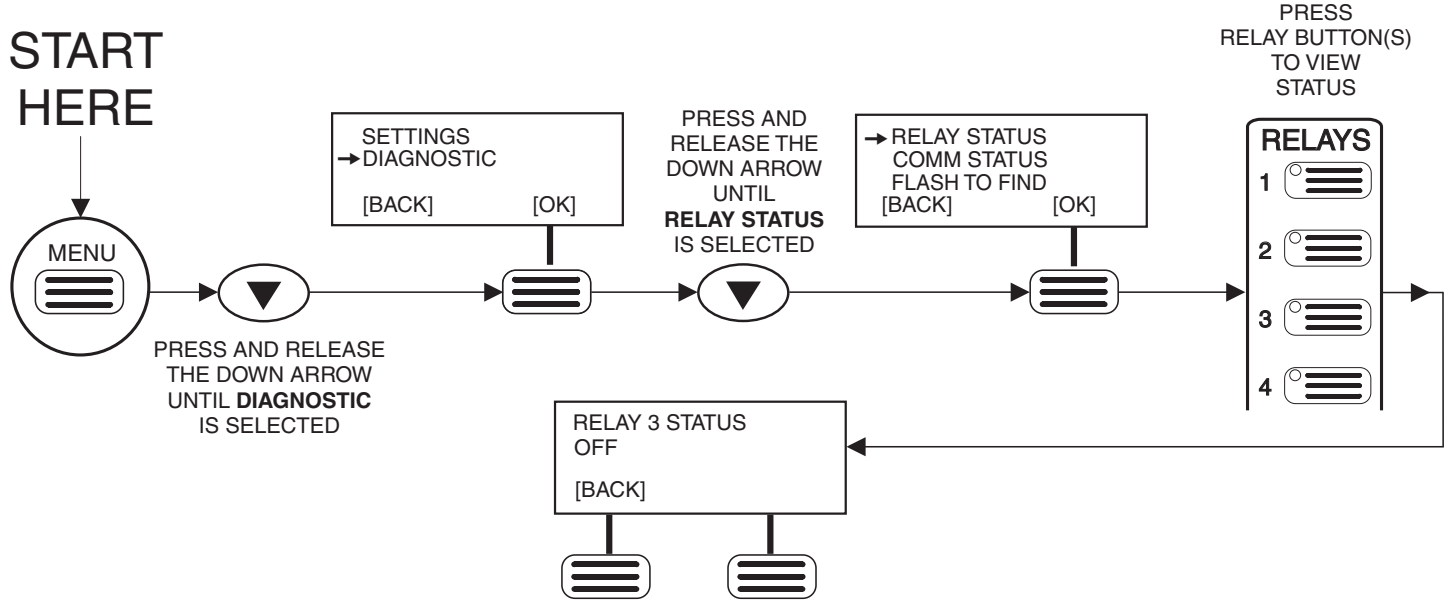 START
HERE
MENU
PRESS AND RELEASE
THE DOWN ARROW
UNTIL DIAGNOSTIC
IS SELECTED
SETTINGS
→DIAGNOSTIC
[BACK] [OK]
PRESS AND
RELEASE THE
DOWN ARROW
UNTIL
RELAY STATUS
IS SELECTED
→RELAY STATUS
COMM STATUS
FLASH TO FIND
[BACK] [OK]
PRESS
RELAY BUTTON(S)
TO VIEW
STATUS
RELAYS
1
2
3
4
RELAY 3 STATUS
OFF
[BACK]